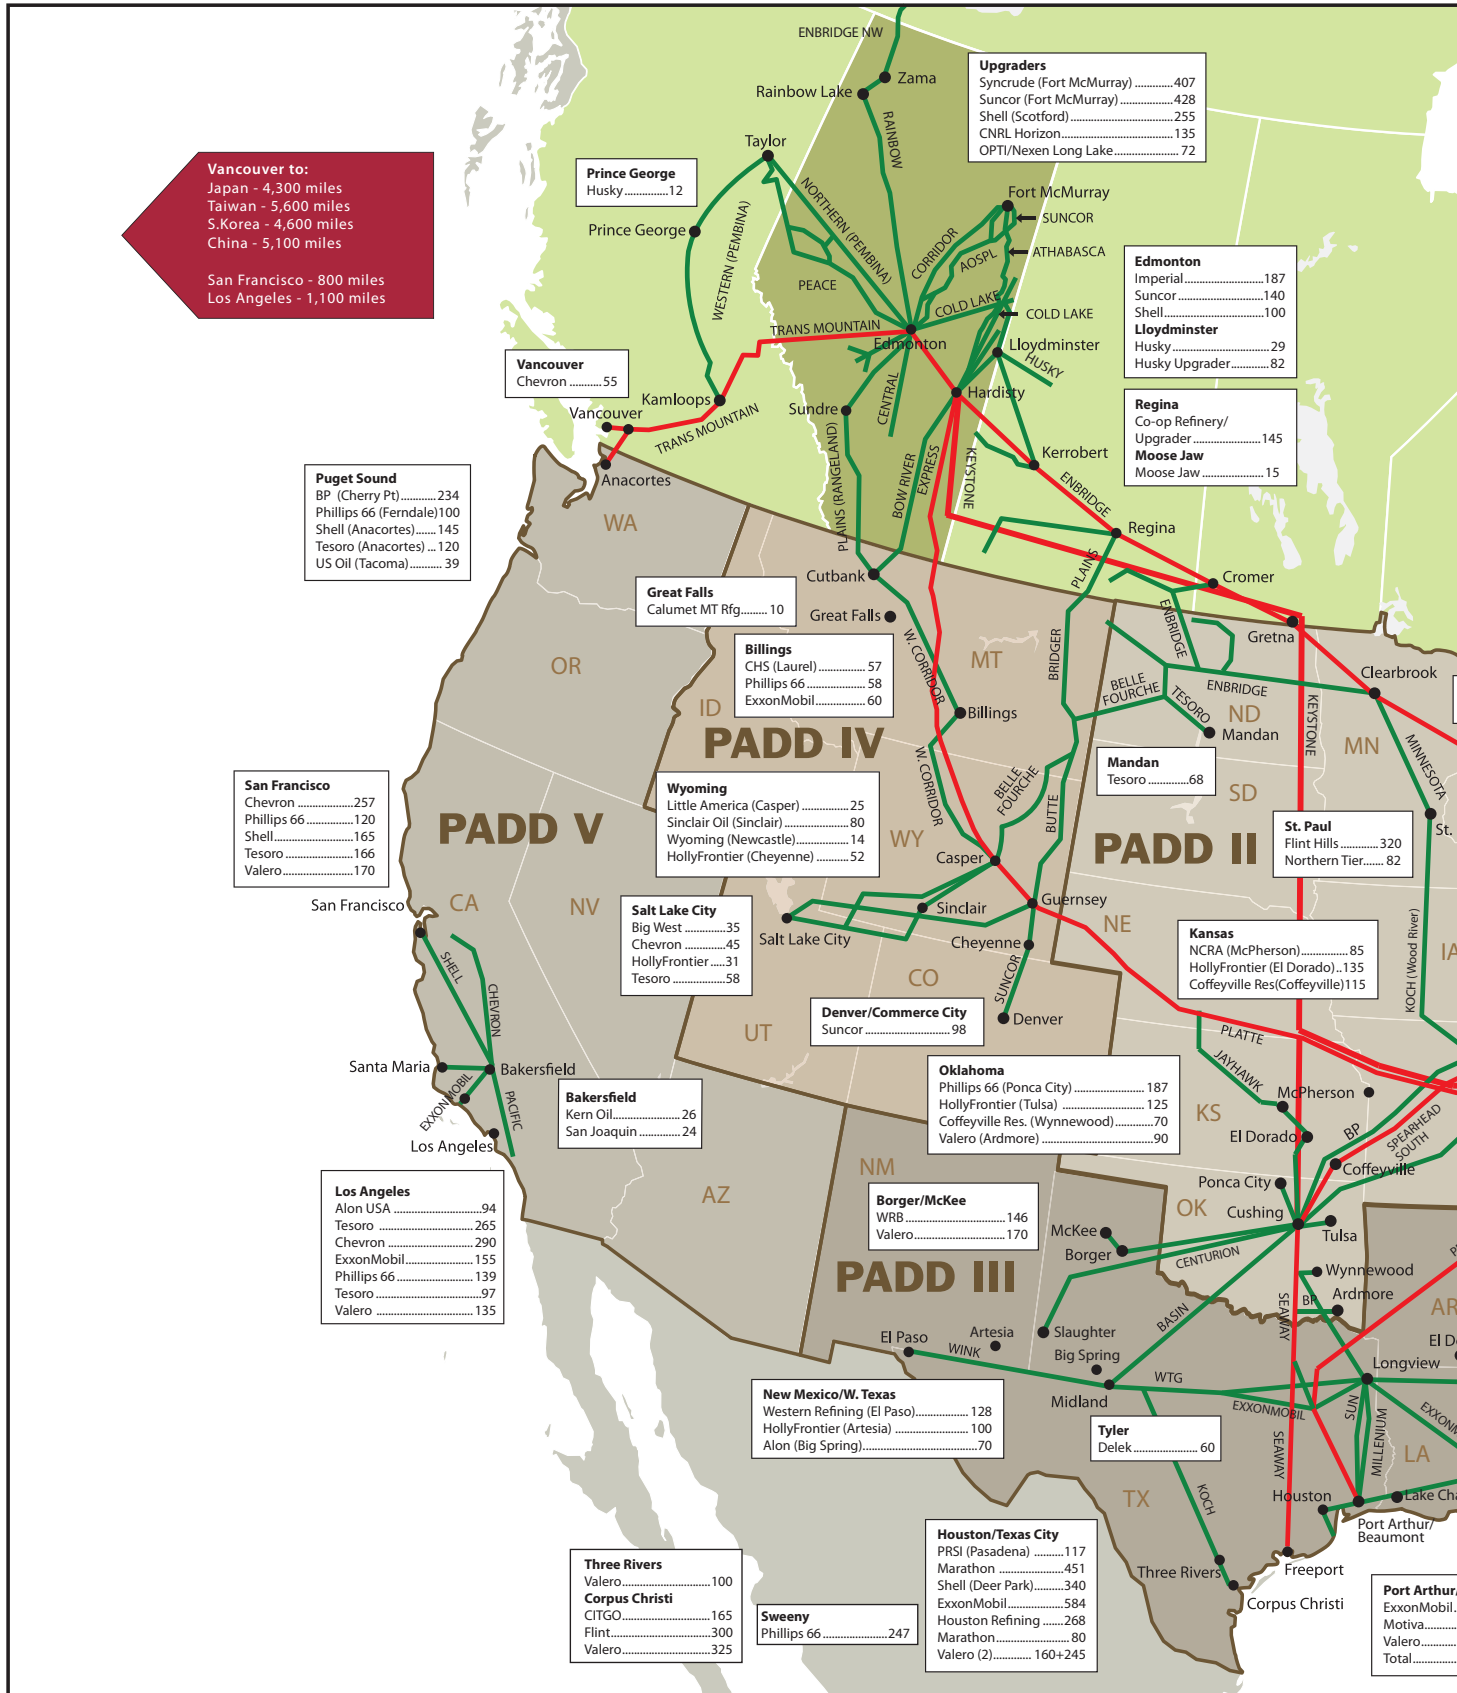 ENBRIDGE NW
Zama
Rainbow Lake
RAINBOW
Taylor
NORTHERN (PEMBINA)
Upgraders
Syncrude (Fort McMurray) .............407
Suncor (Fort McMurray) ..................428
Shell (Scotford) ...................................255
CNRL Horizon......................................135
OPTI/Nexen Long Lake...................... 72
Vancouver to:
Japan - 4,300 miles
Taiwan - 5,600 miles
S.Korea - 4,600 miles
China - 5,100 miles
San Francisco - 800 miles
Los Angeles - 1,100 miles
Prince George
Husky...............12
Prince George
WESTERN (PEMBINA)
PEACE
Fort McMurray
SUNCOR
CORRIDOR
AOSPL
ATHABASCA
COLD LAKE
COLD LAKE
Edmonton
Imperial............................187
Suncor.............................140
Shell..................................100
Lloydminster
Husky................................29
Husky Upgrader.............82
TRANS MOUNTAIN
Edmonton
Lloydminster
HUSKY
Vancouver
Chevron ...........55
Vancouver
Kamloops
TRANS MOUNTAIN
Sundre
CENTRAL
Hardisty
Regina
Co-op Refinery/
Upgrader .......................145
Moose Jaw
Moose Jaw .....................15
Kerrobert
Anacortes
PLAINS (RANGELAND)
BOW RIVER
EXPRESS
KEYSTONE
ENBRIDGE
Puget Sound
BP (Cherry Pt)............234
Phillips 66 (Ferndale)100
Shell (Anacortes).......145
Tesoro (Anacortes) ...120
US Oil (Tacoma)......... 39
WA
Regina
PLAINS
Cutbank
Cromer
Great Falls
Calumet MT Rfg......... 10
Great Falls
ENBRIDGE
Gretna
W. CORRIDOR
MT
BRIDGER
Billings
CHS (Laurel)................ 57
Phillips 66 .................... 58
ExxonMobil................. 60
OR
ID
BELLE
FOURCHE
ENBRIDGE
Clearbrook
TESORO
ND
KEYSTONE
Billings
Mandan
PADD IV
W. CORRIDOR
Mandan
Tesoro ..............68
MN
MINNESOTA
San Francisco
Chevron ...................257
Phillips 66 .................120
Shell...........................165
Tesoro .......................166
Valero........................170
Wyoming
Little America (Casper) ................25
Sinclair Oil (Sinclair) ......................80
Wyoming (Newcastle)...................14
HollyFrontier (Cheyenne) ............52
BELLE
FOURCHE
BUTTE
SD
PADD V
WY
PADD II
St. Paul
Flint Hills .............320
Northern Tier....... 82
St.
Casper
San Francisco
CA
NV
Salt Lake City
Big West ..............35
Chevron ..............45
HollyFrontier .....31
Tesoro ..................58
Salt Lake City
Sinclair
Guernsey
NE
Cheyenne
Kansas
NCRA (McPherson)................. 85
HollyFrontier (El Dorado)..135
Coffeyville Res(Coffeyville)115
KOCH (Wood River)
IA
SHELL
CHEVRON
CO
SUNCOR
Denver/Commerce City
Suncor ............................. 98
Denver
UT
PLATTE
JAYHAWK
Santa Maria
Bakersfield
EXXONMOBIL
PACIFIC
Bakersfield
Kern Oil.......................26
San Joaquin ..............24
Oklahoma
Phillips 66 (Ponca City) ........................ 187
HollyFrontier (Tulsa) ........................... 125
Coffeyville Res. (Wynnewood).............70
Valero (Ardmore) ......................................90
McPherson
KS
El Dorado
BP
SPEARHEAD
SOUTH
Coffeyville
Los Angeles
AZ
NM
Ponca City
OK
Cushing
Tulsa
Los Angeles
Alon USA ..............................94
Tesoro ..............................265
Chevron ............................290
ExxonMobil........................155
Phillips 66 ..........................139
Tesoro ....................................97
Valero .................................135
Borger/McKee
WRB .................................. 146
Valero............................... 170
McKee
Borger
CENTURION
PADD III
Wynnewood
SEAWAY
BP
Ardmore
AR
BASIN
El Paso
Artesia
Slaughter
WINK
Big Spring
El Do
Longview
Midland
WTG
EXXONMOBIL
SUN
MILLENIUM
EXXONM
New Mexico/W. Texas
Western Refining (El Paso).................. 128
HollyFrontier (Artesia) ......................... 100
Alon (Big Spring).......................................70
Tyler
Delek ...................... 60
SEAWAY
LA
TX
KOCH
Houston
Lake Cha
Port Arthur/
Beaumont
Three Rivers
Valero..............................100
Corpus Christi
CITGO..............................165
Flint..................................300
Valero..............................325
Sweeny
Phillips 66 ......................247
Houston/Texas City
PRSI (Pasadena) ..........117
Marathon ......................451
Shell (Deer Park)..........340
ExxonMobil...................584
Houston Refining .......268
Marathon......................... 80
Valero (2)............. 160+245
Three Rivers
Freeport
Corpus Christi
Port Arthur/
ExxonMobil.
Motiva...........
Valero............
Total..............